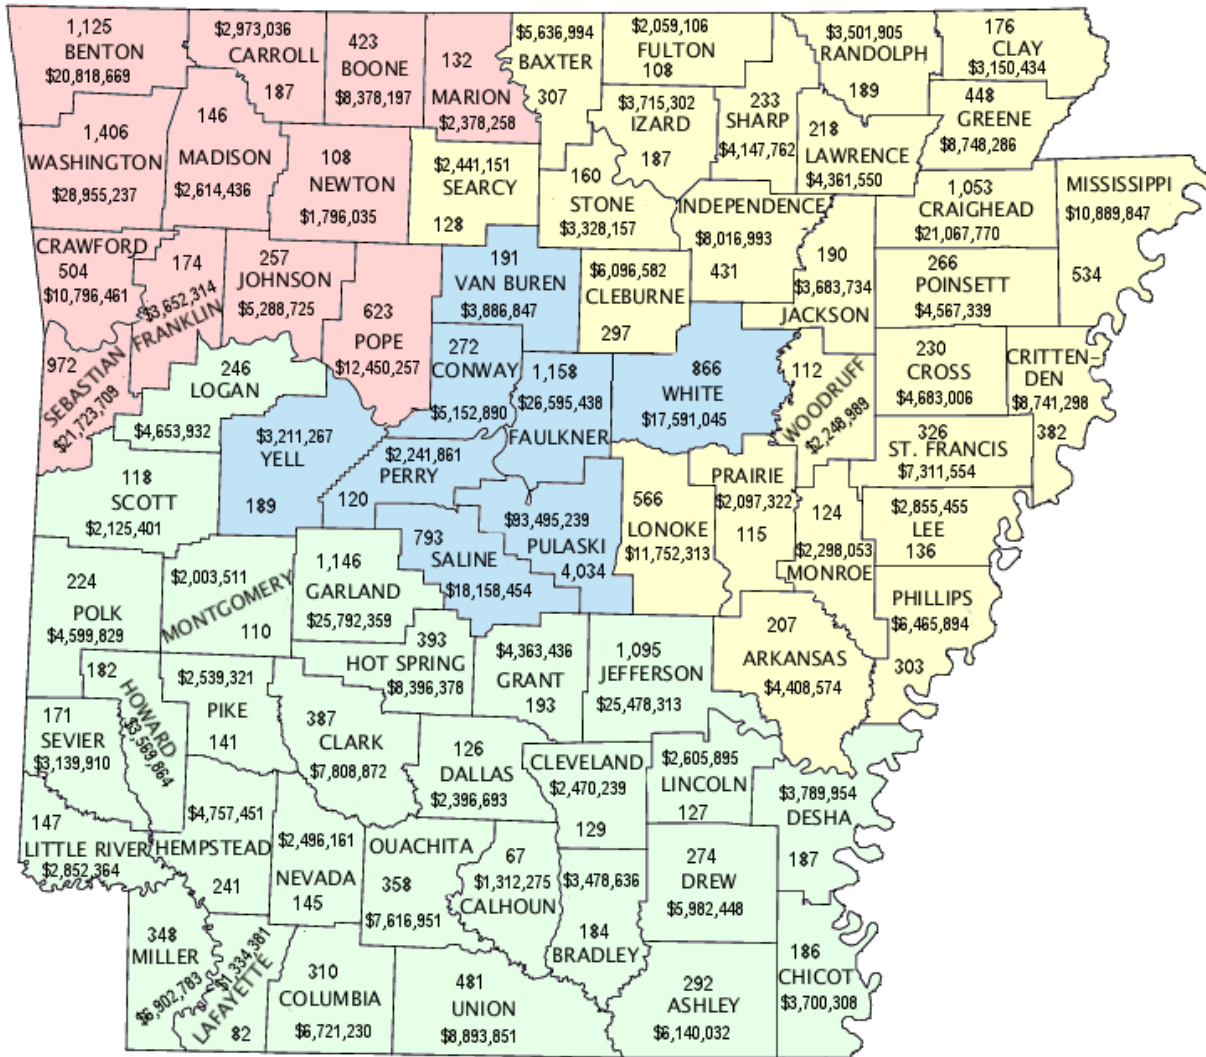 1,125
BENTON
$20,818,669
$2,973,036
CARROLL
187
423
BOONE
$8,378,197
132
MARION
$2,378,258
$5,636,994
BAXTER
307
$2,059,106
FULTON
108
$3,501,905
RANDOLPH
189
176
CLAY
$3,150,434
1,406
WASHINGTON
$28,955,237
146
MADISON
$2,614,436
108
NEWTON
$1,796,035
$2,441,151
SEARCY
128
$3,715,302
IZARD
187
233
SHARP
$4,147,762
218
LAWRENCE
$4,361,550
448
GREENE
$8,748,286
160
STONE
$3,328,157
INDEPENDENCE
$8,016,993
431
190
$3,683,734
JACKSON
1,053
CRAIGHEAD
$21,067,770
MISSISSIPPI
$10,889,847
534
CRAWFORD
504
$10,796,461
174
$3,652,314
FRANKLIN
257
JOHNSON
$5,288,725
623
POPE
$12,450,257
191
VAN BUREN
$3,886,847
$6,096,582
CLEBURNE
297
266
POINSETT
$4,567,339
972
SEBASTIAN
$21,723,709
246
LOGAN
$4,653,932
272
CONWAY
$5,152,890
1,158
$26,595,438
FAULKNER
866
WHITE
$17,591,045
112
WOODRUFF
$2,248,989
230
CROSS
$4,683,006
CRITTEN-
DEN
$8,741,298
382
118
SCOTT
$2,125,401
$3,211,267
YELL
189
$2,241,861
PERRY
120
326
ST. FRANCIS
$7,311,554
793
SALINE
$18,158,454
$93,495,239
PULASKI
4,034
566
LONOKE
$11,752,313
PRAIRIE
$2,097,322
115
124
$2,298,053
MONROE
$2,855,455
LEE
136
224
POLK
$4,599,829
$2,003,511
MONTGOMERY
110
1,146
GARLAND
$25,792,359
393
HOT SPRING
$8,396,378
$4,363,436
GRANT
193
1,095
JEFFERSON
$25,478,313
207
ARKANSAS
$4,408,574
PHILLIPS
$6,465,894
303
182
HOWARD
$3,569,864
$2,539,321
PIKE
141
387
CLARK
$7,808,872
171
SEVIER
$3,139,910
126
DALLAS
$2,396,693
CLEVELAND
$2,470,239
129
$2,605,895
LINCOLN
127
$3,789,954
DESHA
187
147
LITTLE RIVER
$2,852,364
$4,757,451
HEMPSTEAD
241
$2,496,161
NEVADA
145
OUACHITA
358
$7,616,951
67
$1,312,275
CALHOUN
$3,478,636
184
BRADLEY
274
DREW
$5,982,448
348
MILLER
$6,902,783
$1,334,381
LAFAYETTE
82
310
COLUMBIA
$6,721,230
481
UNION
$8,893,851
292
ASHLEY
$6,140,032
186
CHICOT
$3,700,308